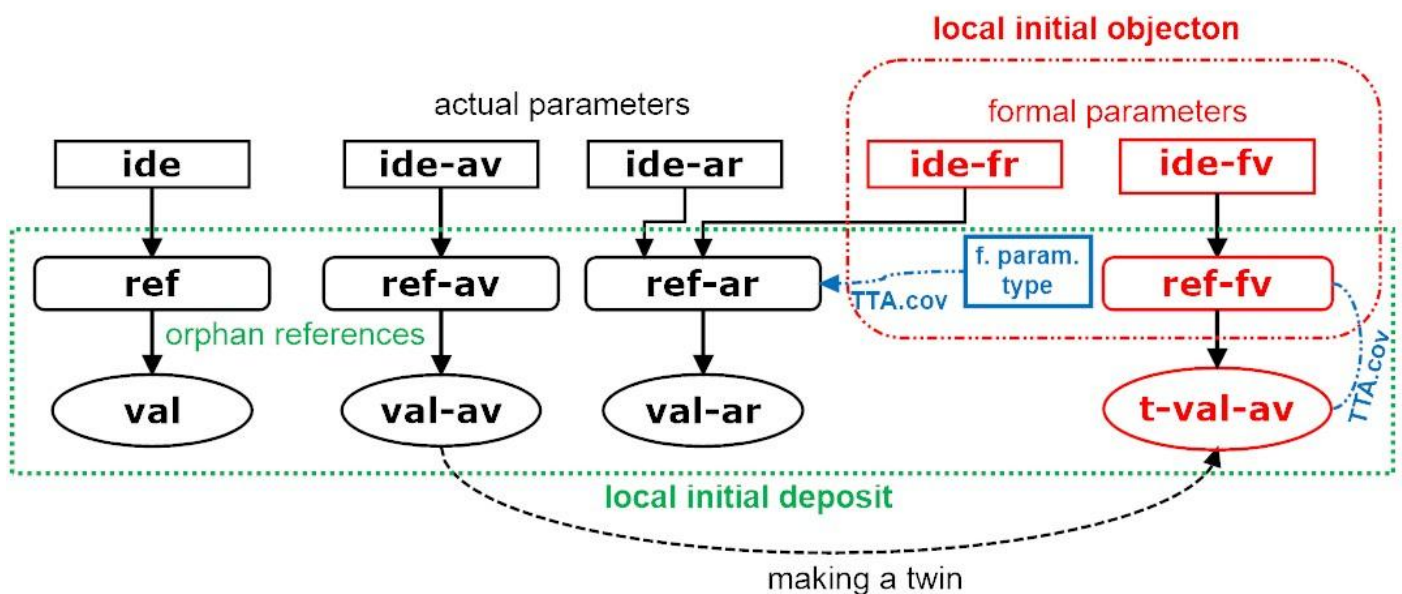 local initial objecton
actual parameters
formal parameters
ide
ide-av
ide-ar
ide-fr
ide-fv
ref
ref-av
ref-ar
TTA.cov
f. param.
type
ref-fv
orphan references
TTA.cov
val
val-av
val-ar
t-val-av
local initial deposit
making a twin